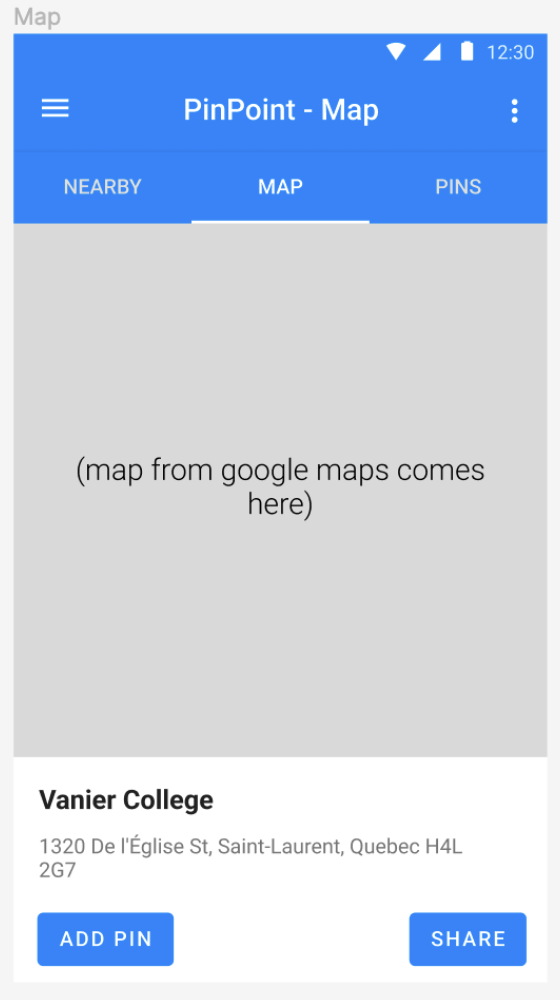 Map
12:30
PinPoint - Map
NEARBY
MAP
PINS
(map from google maps comes
here)
Vanier College
1320 De l'Église St, Saint-Laurent, Quebec H4L
2G7
ADD PIN
SHARE